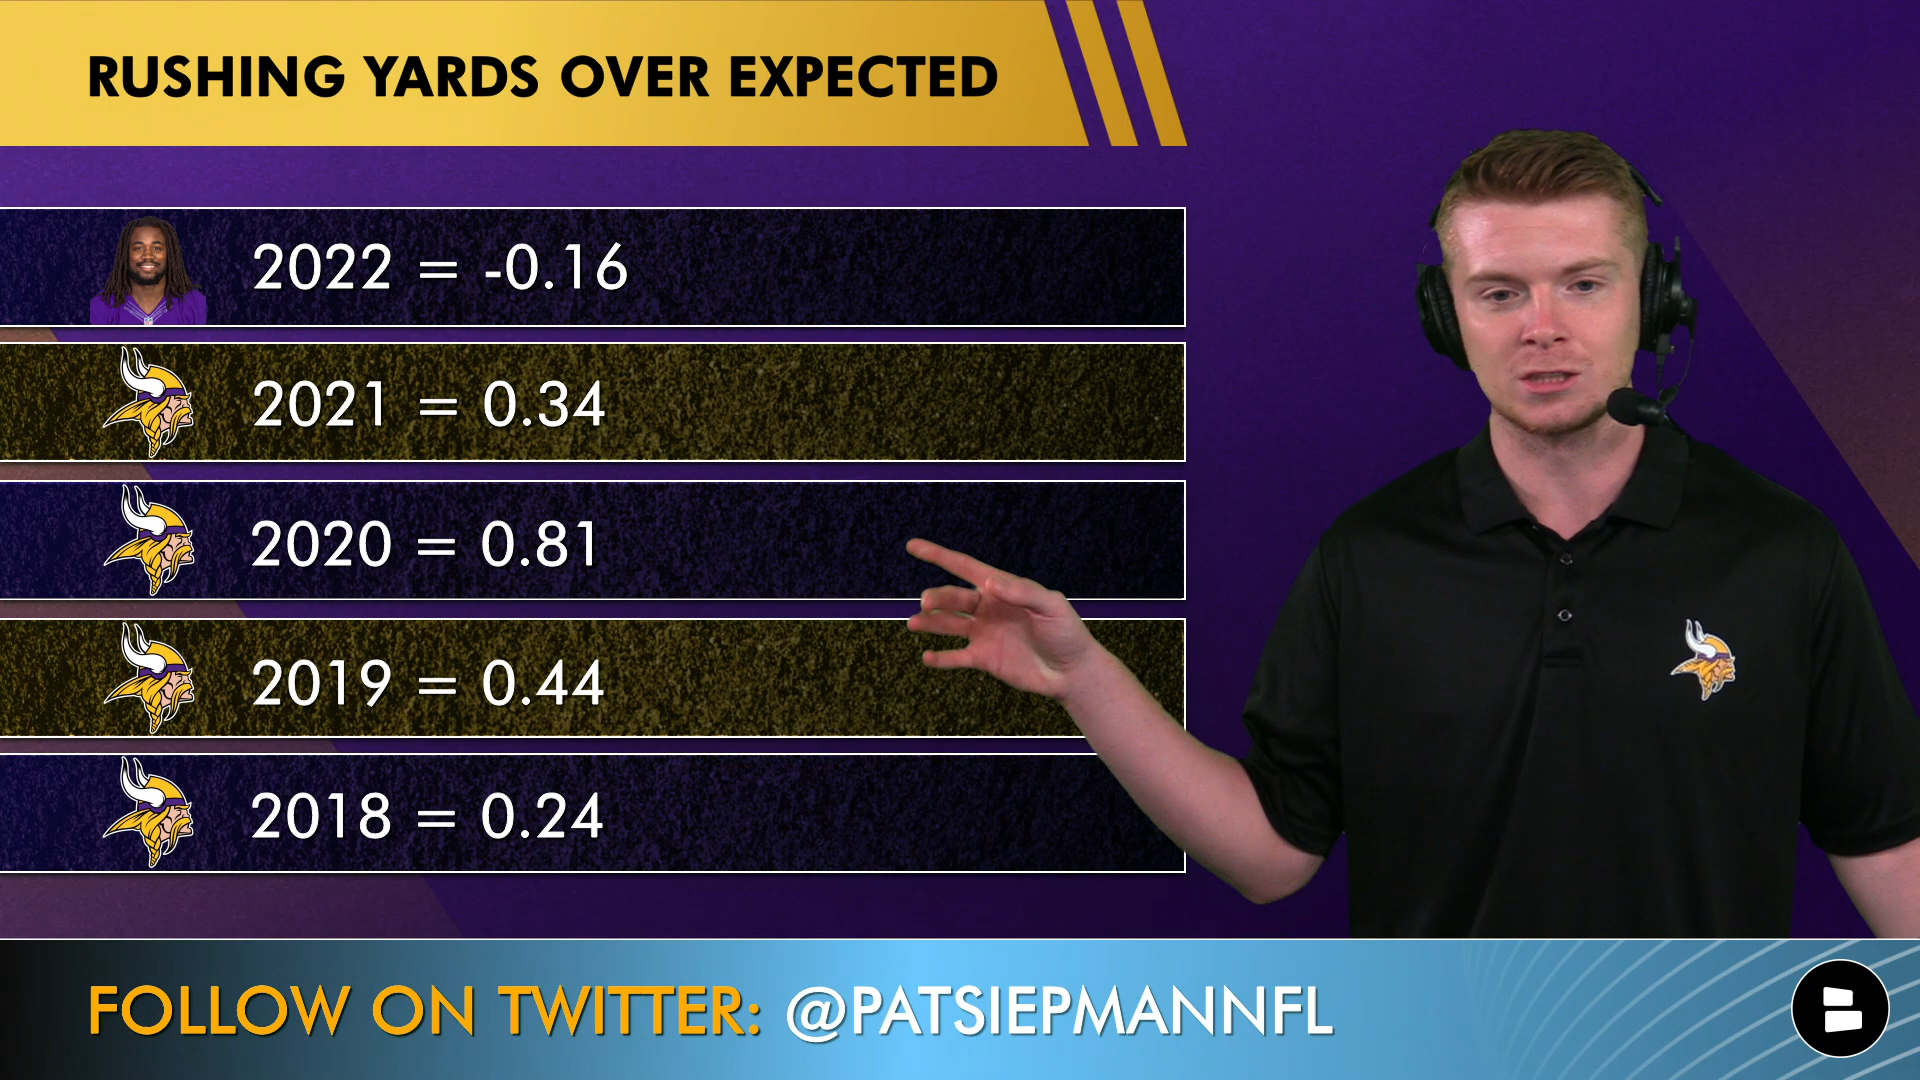 RUSHING YARDS OVER EXPECTED
2022 = -0.16
2021 = 0.34
2020 = 0.81
2019 = 0.44
2018 = 0.24
FOLLOW ON TWITTER: @PATSIEPMANNFL